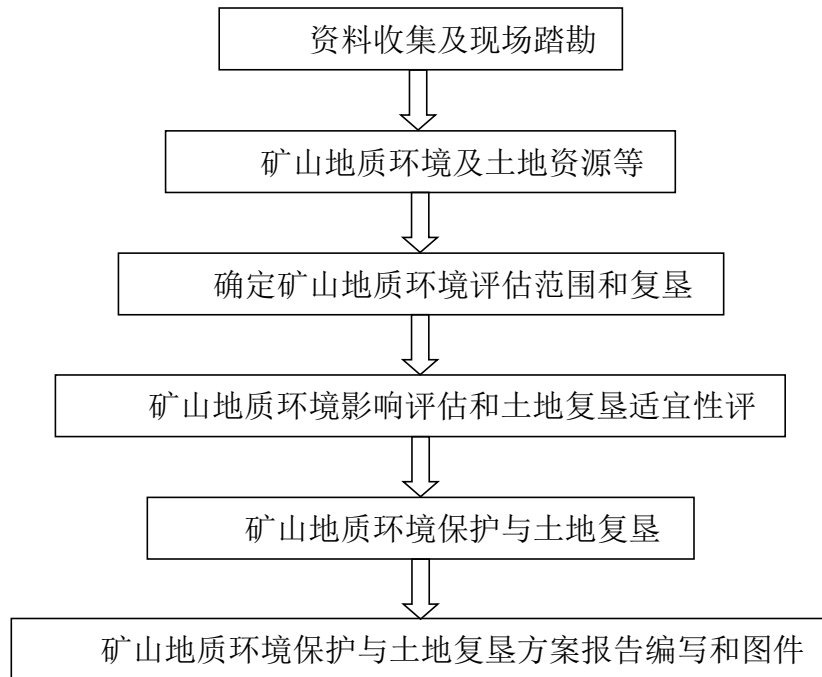 资料收集及现场踏勘
矿山地质环境及土地资源等
确定矿山地质环境评估范围和复垦
矿山地质环境影响评估和土地复垦适宜性评
矿山地质环境保护与土地复垦
矿山地质环境保护与土地复垦方案报告编写和图件